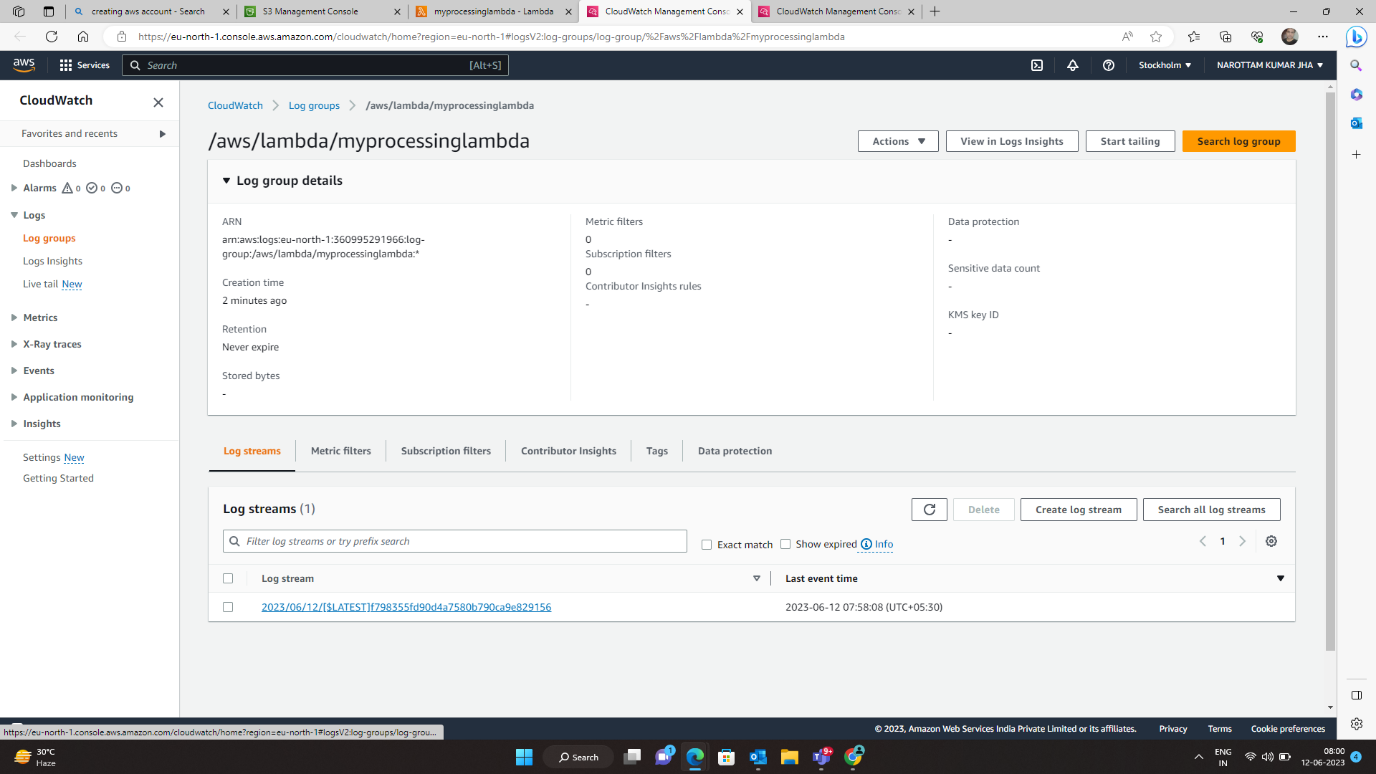 creating aws account - Search
S3 Management Console
myprocessinglambda - Lambda
CloudWatch Management Conso
CloudWatch Management Conso
https://eu-north-1.console.aws.amazon.com/cloudwatch/home?region=eu-north-1#logsV2:log-groups/log-group/%2Faws%2Flambda%2Fmyprocessinglambda
aws
Services
Search
[Alt+S]
Stockholm
NAROTTAM KUMAR JHA
CloudWatch
Favorites and recents
Dashboards
Alarms 0 0 0
Logs
Log groups
Logs Insights
Live tail New
Metrics
X-Ray traces
Events
Application monitoring
Insights
Settings New
Getting Started
CloudWatch
Log groups
/aws/lambda/myprocessinglambda
/aws/lambda/myprocessinglambda
Actions
View in Logs Insights
Start tailing
Search log group
Log group details
ARN
arn:aws:logs:eu-north-1:360995291966:log-
group:/aws/lambda/myprocessinglambda:*
Creation time
2 minutes ago
Retention
Never expire
Stored bytes
-
Metric filters
0
Subscription filters
0
Contributor Insights rules
-
Data protection
-
Sensitive data count
-
KMS key ID
-
Log streams
Metric filters
Subscription filters
Contributor Insights
Tags
Data protection
Log streams (1)
Delete
Create log stream
Search all log streams
Filter log streams or try prefix search
Exact match
Show expired
Info
1
Log stream
Last event time
2023/06/12/[$LATEST]f798355fd90d4a7580b790ca9e829156
2023-06-12 07:58:08 (UTC+05:30)
© 2023, Amazon Web Services India Private Limited or its affiliates.
Privacy
Terms
Cookie preferences
https://eu-north-1.console.aws.amazon.com/cloudwatch/home?region=eu-north-1#logsV2:log-groups/log-grou...
30°C
Haze
Search
1
9+
ENG
IN
08:00
12-06-2023
4